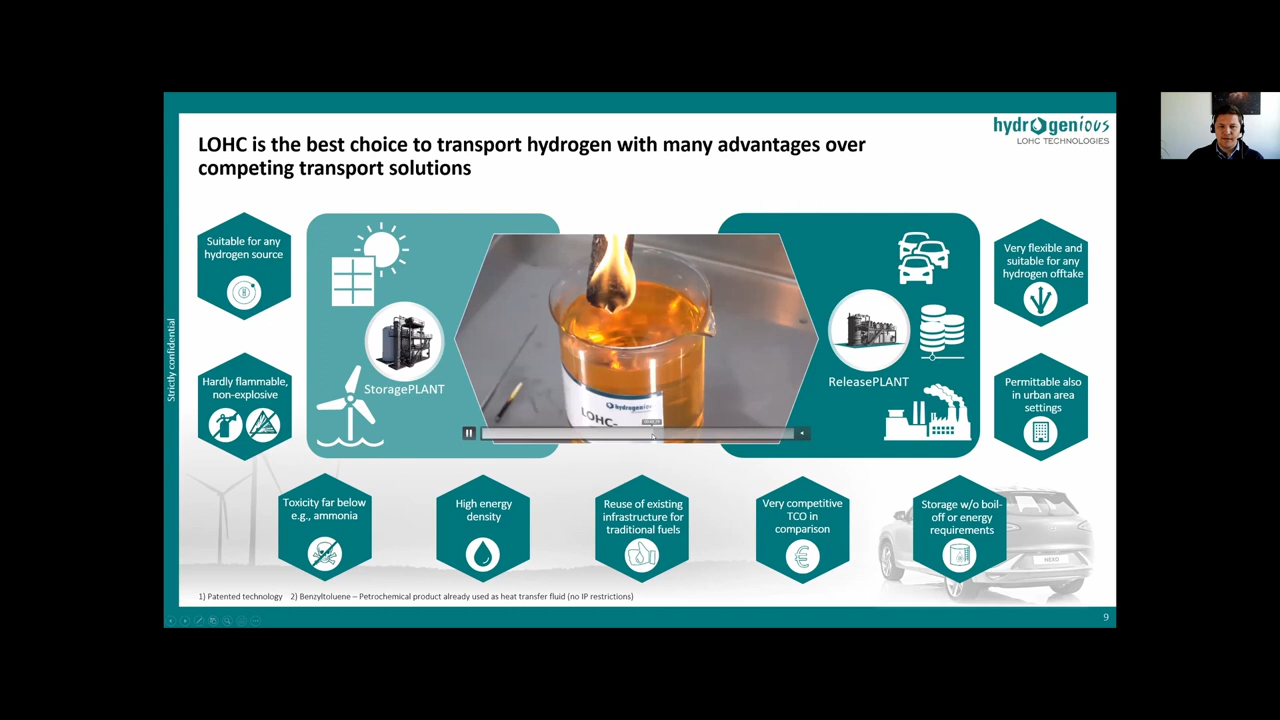 hydrogenious
LOHC TECHNOLOGIES
LOHC is the best choice to transport hydrogen with many advantages over
competing transport solutions
Strictly confidential
Suitable for any
hydrogen source
Hardly flammable,
non-explosive
StoragePLANT
hydrogenious
LOHC-
ReleasePLANT
Very flexible and
suitable for any
hydrogen offtake
Permittable also
in urban area
settings
Toxicity far below
e.g., ammonia
High energy
density
Reuse of existing
infrastructure for
traditional fuels
Very competitive
TCO in
comparison
€
Storage w/o boil-
off or energy
requirements
NEXO
1) Patented technology 2) Benzyltoluene – Petrochemical product already used as heat transfer fluid (no IP restrictions)
9